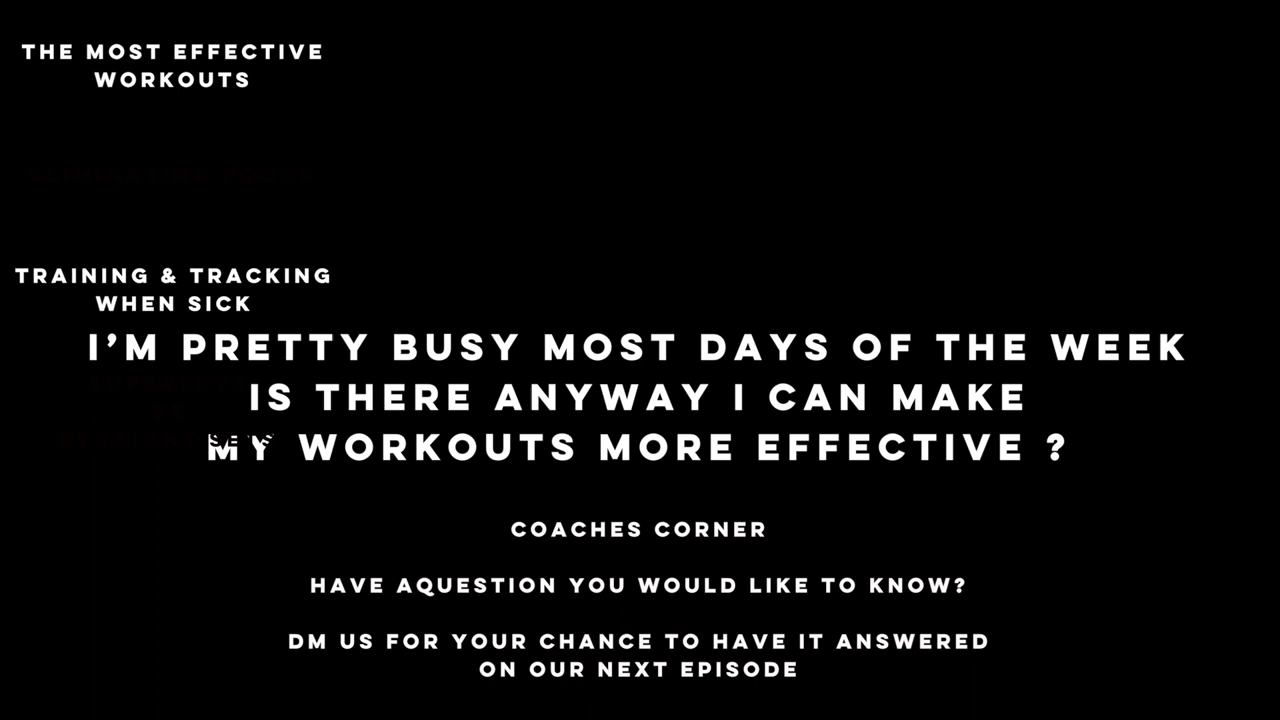 THE MOST EFFECTIVE
WORKOUTS
TRAINING & TRACKING
WHEN SICK
I'M PRETTY BUSY MOST DAYS OF THE WEEK
IS THERE ANYWAY I CAN MAKE
MY WORKOUTS MORE EFFECTIVE ?
COACHES CORNER
HAVE AQUESTION YOU WOULD LIKE TO KNOW?
DM US FOR YOUR CHANCE TO HAVE IT ANSWERED
ON OUR NEXT EPISODE